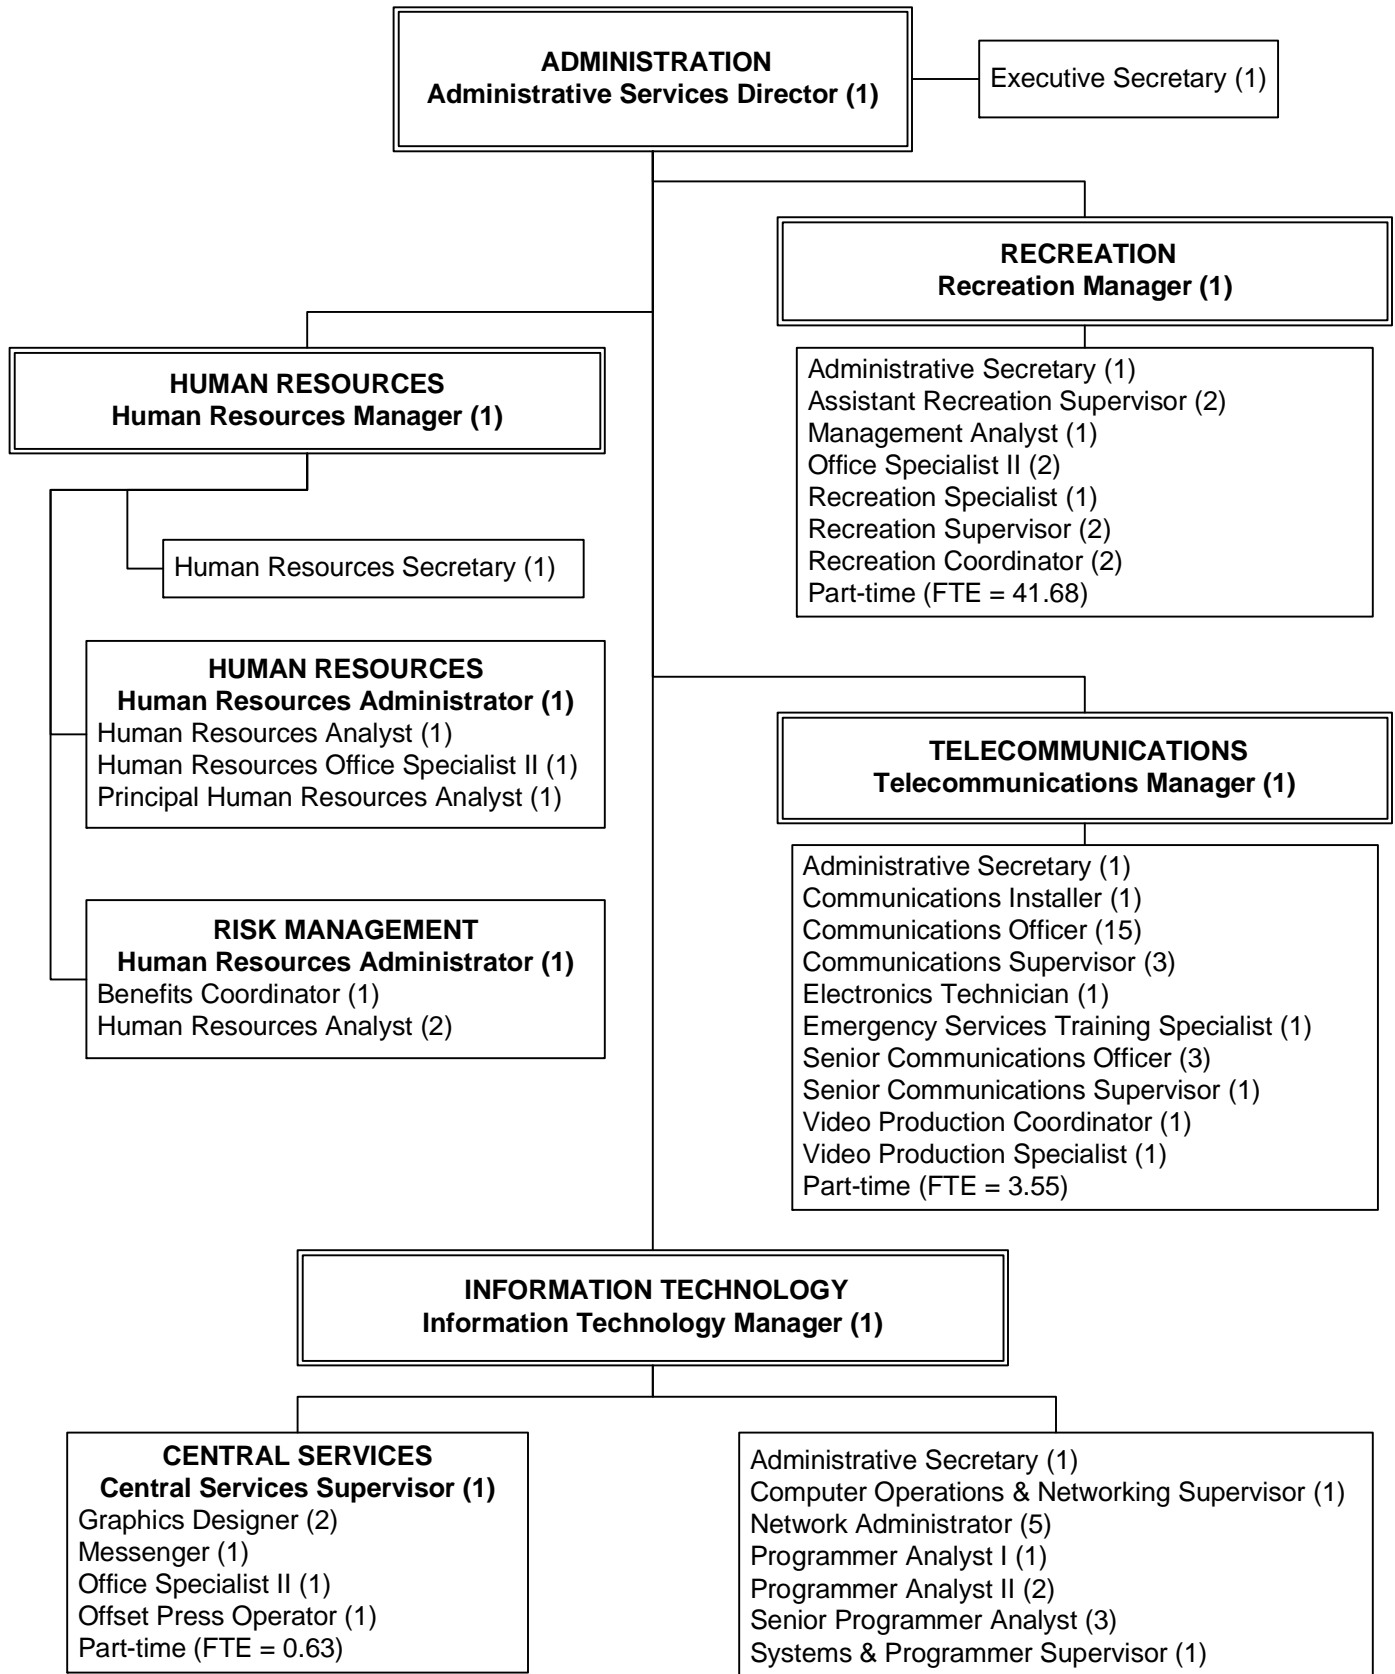 ADMINISTRATION
Administrative Services Director (1)
Executive Secretary (1)
RECREATION
Recreation Manager (1)
Administrative Secretary (1)
Assistant Recreation Supervisor (2)
Management Analyst (1)
Office Specialist II (2)
Recreation Specialist (1)
Recreation Supervisor (2)
Recreation Coordinator (2)
Part-time (FTE = 41.68)
HUMAN RESOURCES
Human Resources Manager (1)
Human Resources Secretary (1)
HUMAN RESOURCES
Human Resources Administrator (1)
Human Resources Analyst (1)
Human Resources Office Specialist II (1)
Principal Human Resources Analyst (1)
RISK MANAGEMENT
Human Resources Administrator (1)
Benefits Coordinator (1)
Human Resources Analyst (2)
TELECOMMUNICATIONS
Telecommunications Manager (1)
Administrative Secretary (1)
Communications Installer (1)
Communications Officer (15)
Communications Supervisor (3)
Electronics Technician (1)
Emergency Services Training Specialist (1)
Senior Communications Officer (3)
Senior Communications Supervisor (1)
Video Production Coordinator (1)
Video Production Specialist (1)
Part-time (FTE = 3.55)
INFORMATION TECHNOLOGY
Information Technology Manager (1)
CENTRAL SERVICES
Central Services Supervisor (1)
Graphics Designer (2)
Messenger (1)
Office Specialist II (1)
Offset Press Operator (1)
Part-time (FTE = 0.63)
Administrative Secretary (1)
Computer Operations & Networking Supervisor (1)
Network Administrator (5)
Programmer Analyst I (1)
Programmer Analyst II (2)
Senior Programmer Analyst (3)
Systems & Programmer Supervisor (1)